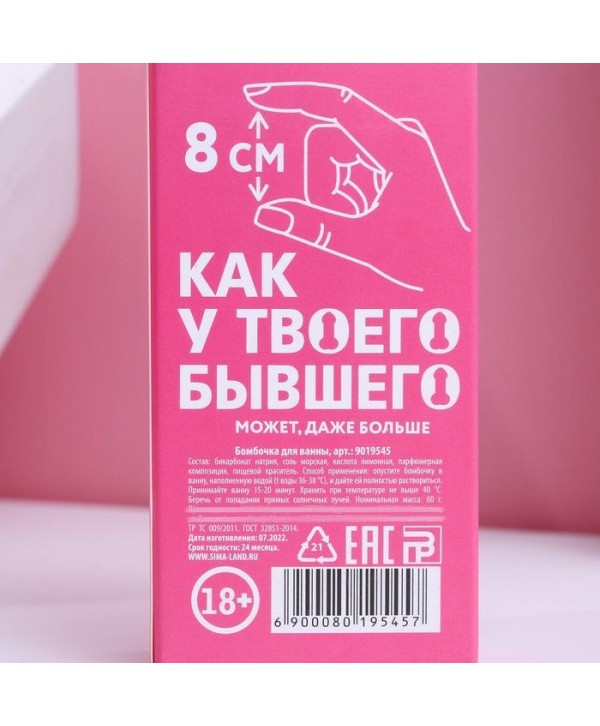 8 СМ
КАК
У ТВОЕГО
БЫВШЕГО
МОЖЕТ, ДАЖЕ БОЛЬШЕ
Бомбочка для ванны, арт.: 9019545
Состав: бикарбонат натрия, соль морская, кислота лимонная, парфюмерная
композиция, пищевой краситель. Способ применения: опустите бомбочку в
ванну, наполненную водой (t воды 36-38 °С), и дайте ей полностью раствориться.
Принимайте ванну 15-20 минут. Хранить при температуре не выше 40 °С.
Беречь от попадания прямых солнечных лучей. Номинальная масса: 60 г.
ТР ТС 009/2011. ГОСТ 32851-2014.
Дата изготовления: 07.2022.
Срок годности: 24 месяца.
WWW.SIMA-LAND.RU
21
EAC
18+
6 900080 195457